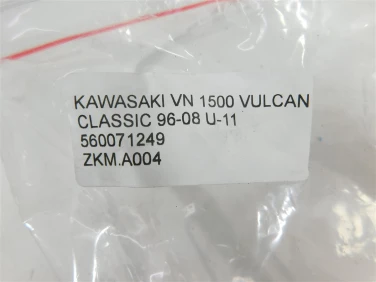 KAWASAKI VN 1500 VULCAN
CLASSIC 96-08 U-11
560071249
ZKM.A004